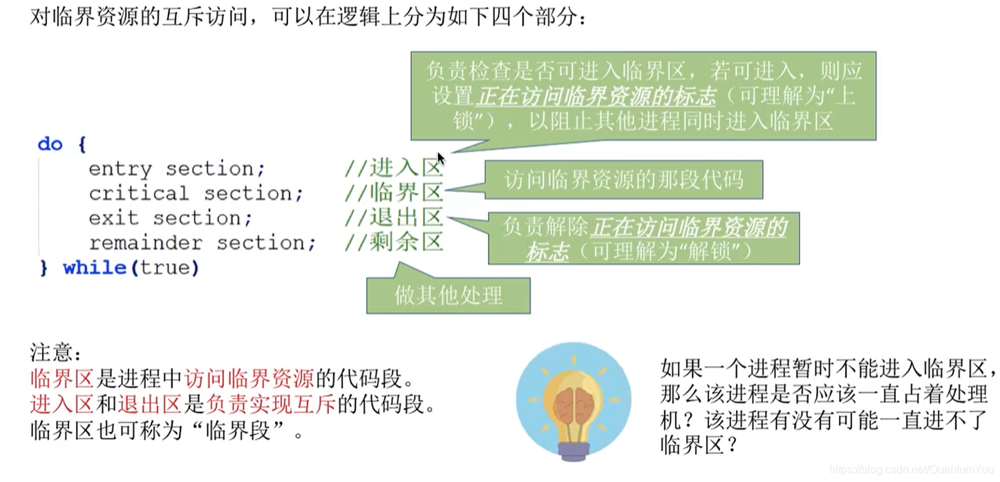 对临界资源的互斥访问，可以在逻辑上分为如下四个部分：
负责检查是否可进入临界区，若可进入，则应
设置正在访问临界资源的标志（可理解为“上
锁”），以阻止其他进程同时进入临界区
do {
entry section; //进入区
critical section; //临界区
exit section; //退出区
remainder section; //剩余区
} while(true)
访问临界资源的那段代码
负责解除正在访问临界资源的
标志（可理解为“解锁”）
做其他处理
注意：
临界区是进程中访问临界资源的代码段。
进入区和退出区是负责实现互斥的代码段。
临界区也可称为“临界段”。
如果一个进程暂时不能进入临界区，
那么该进程是否应该一直占着处理
机？该进程有没有可能一直进不了
临界区？
https://blog.csdn.net/QuantumYou